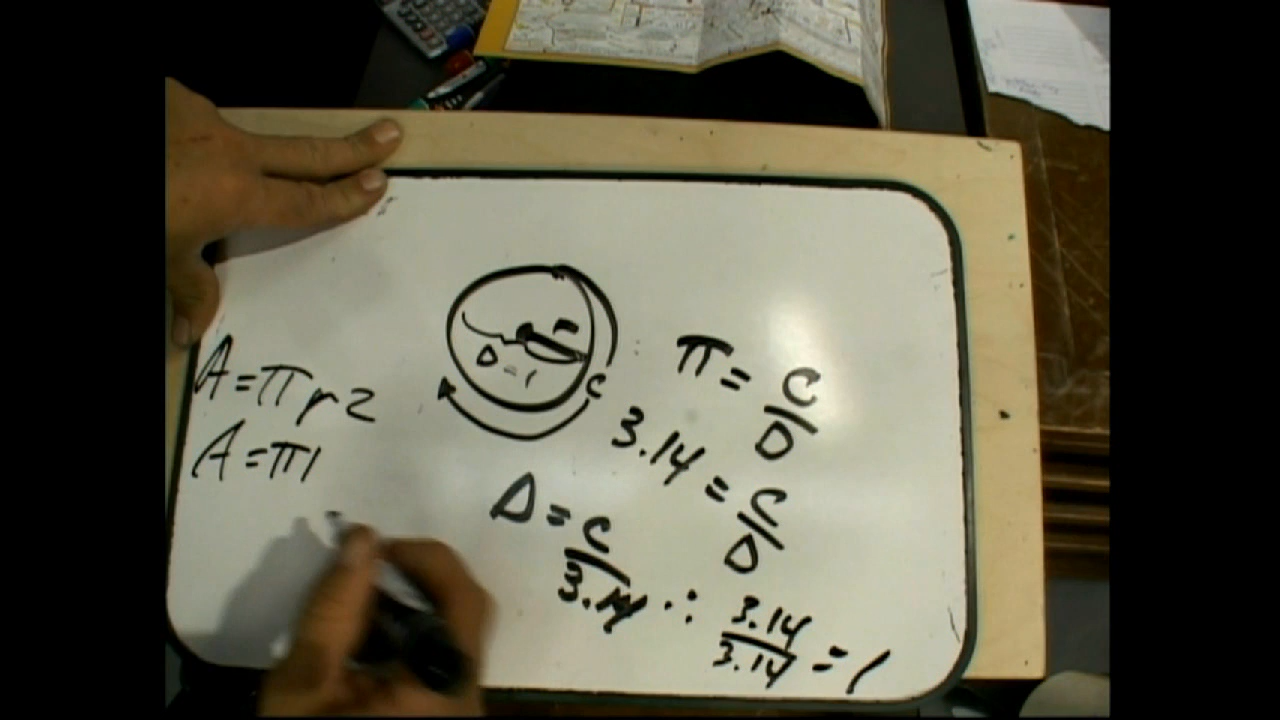 A = πr2
A = π1
r
D = 1
C
π = C/D
3.14 = C/D
D = C/3.14 ∴ 3.14/3.14 = 1